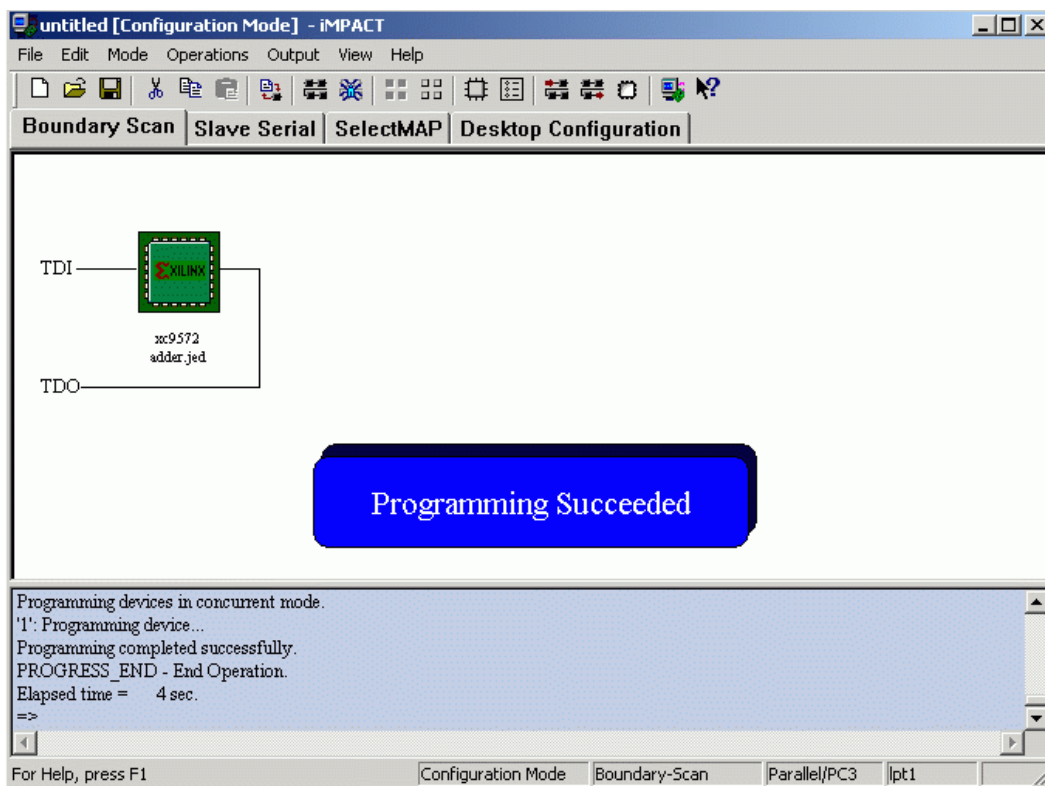 untitled [Configuration Mode] - iMPACT
File Edit Mode Operations Output View Help
Boundary Scan Slave Serial SelectMAP Desktop Configuration
TDI
XILINX
xc9572
adder.jed
TDO
Programming Succeeded
Programming devices in concurrent mode.
'1': Programming device...
Programming completed successfully.
PROGRESS_END - End Operation.
Elapsed time = 4 sec.
=>
For Help, press F1 Configuration Mode Boundary-Scan Parallel/PC3 lpt1